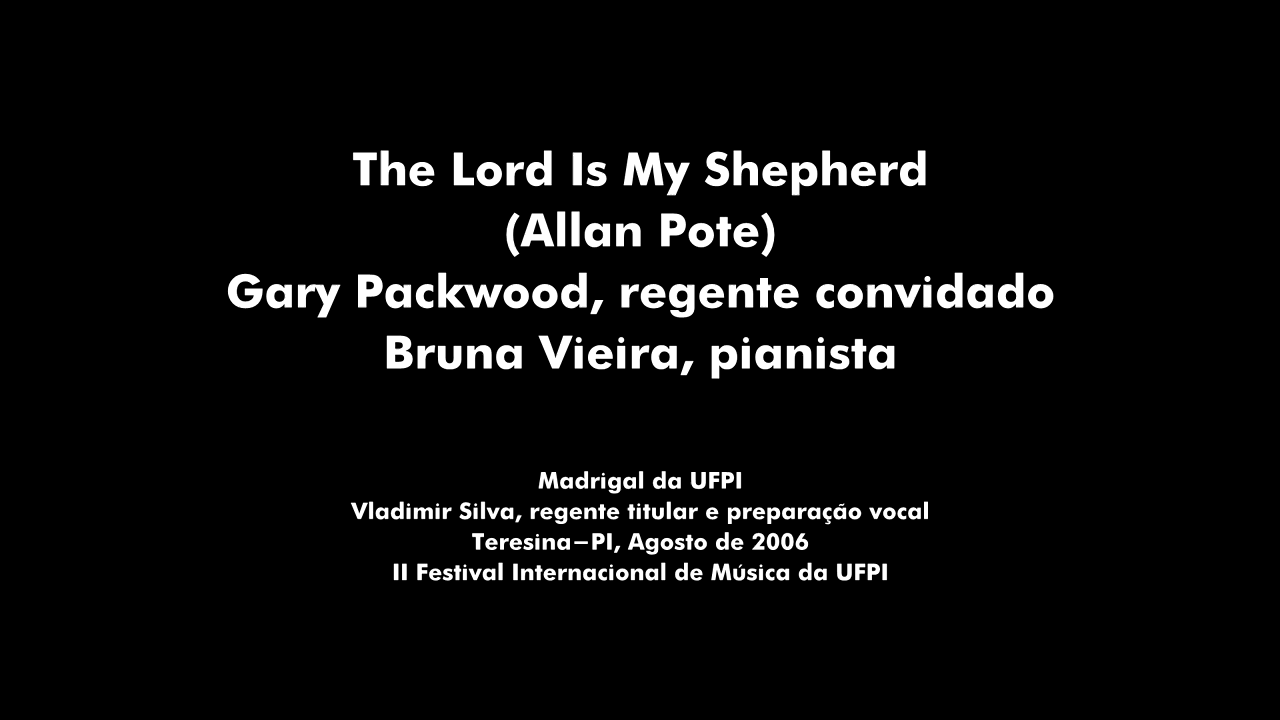 The Lord Is My Shepherd
(Allan Pote)
Gary Packwood, regente convidado
Bruna Vieira, pianista
Madrigal da UFPI
Vladimir Silva, regente titular e preparação vocal
Teresina–PI, Agosto de 2006
II Festival Internacional de Música da UFPI